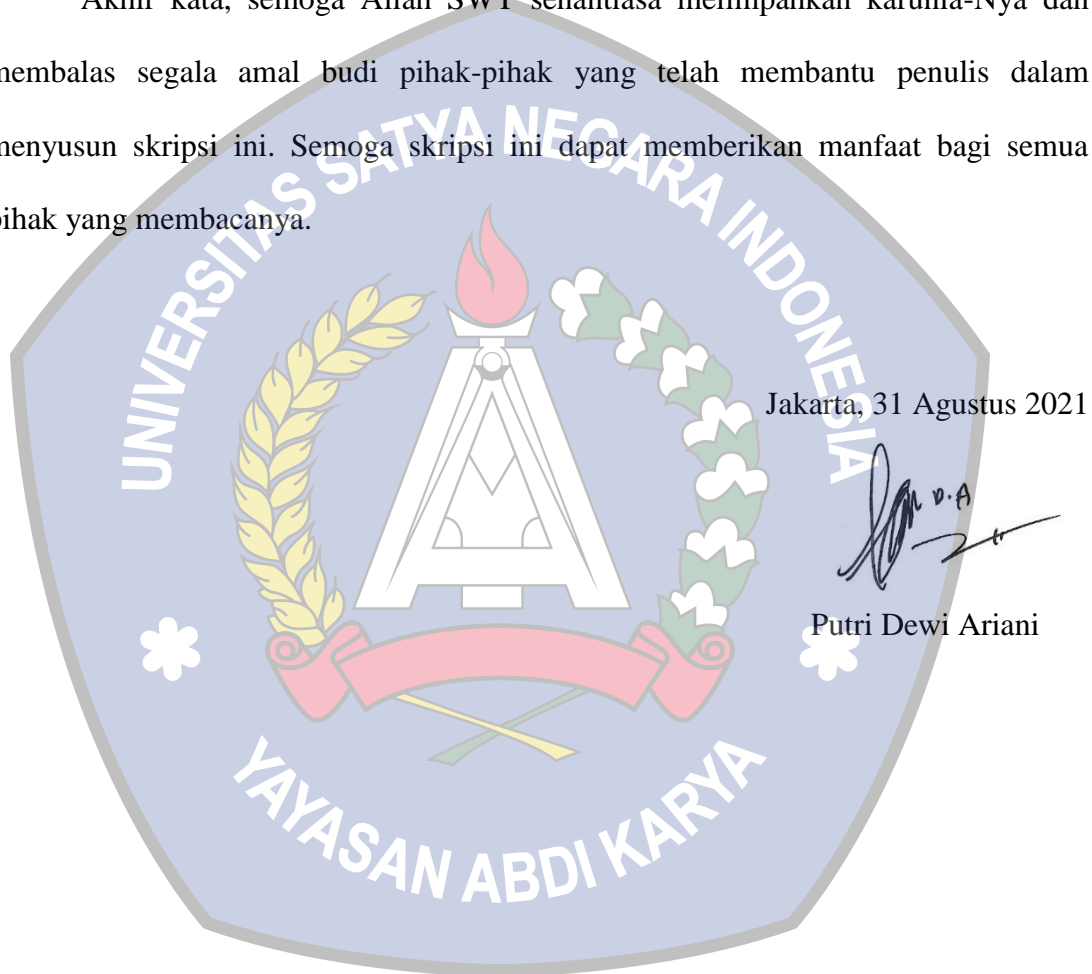 Akhir kata, semoga Allah SWT senantiasa melimpahkan karunia-Nya dan
membalas segala amal budi pihak-pihak yang telah membantu penulis dalam
menyusun skripsi ini. Semoga skripsi ini dapat memberikan manfaat bagi semua
pihak yang membacanya.
UNIVERSITAS SATYA NEGARA INDONESIA
Jakarta, 31 Agustus 2021
D.A
Putri Dewi Ariani
YAYASAN ABDI KARYA